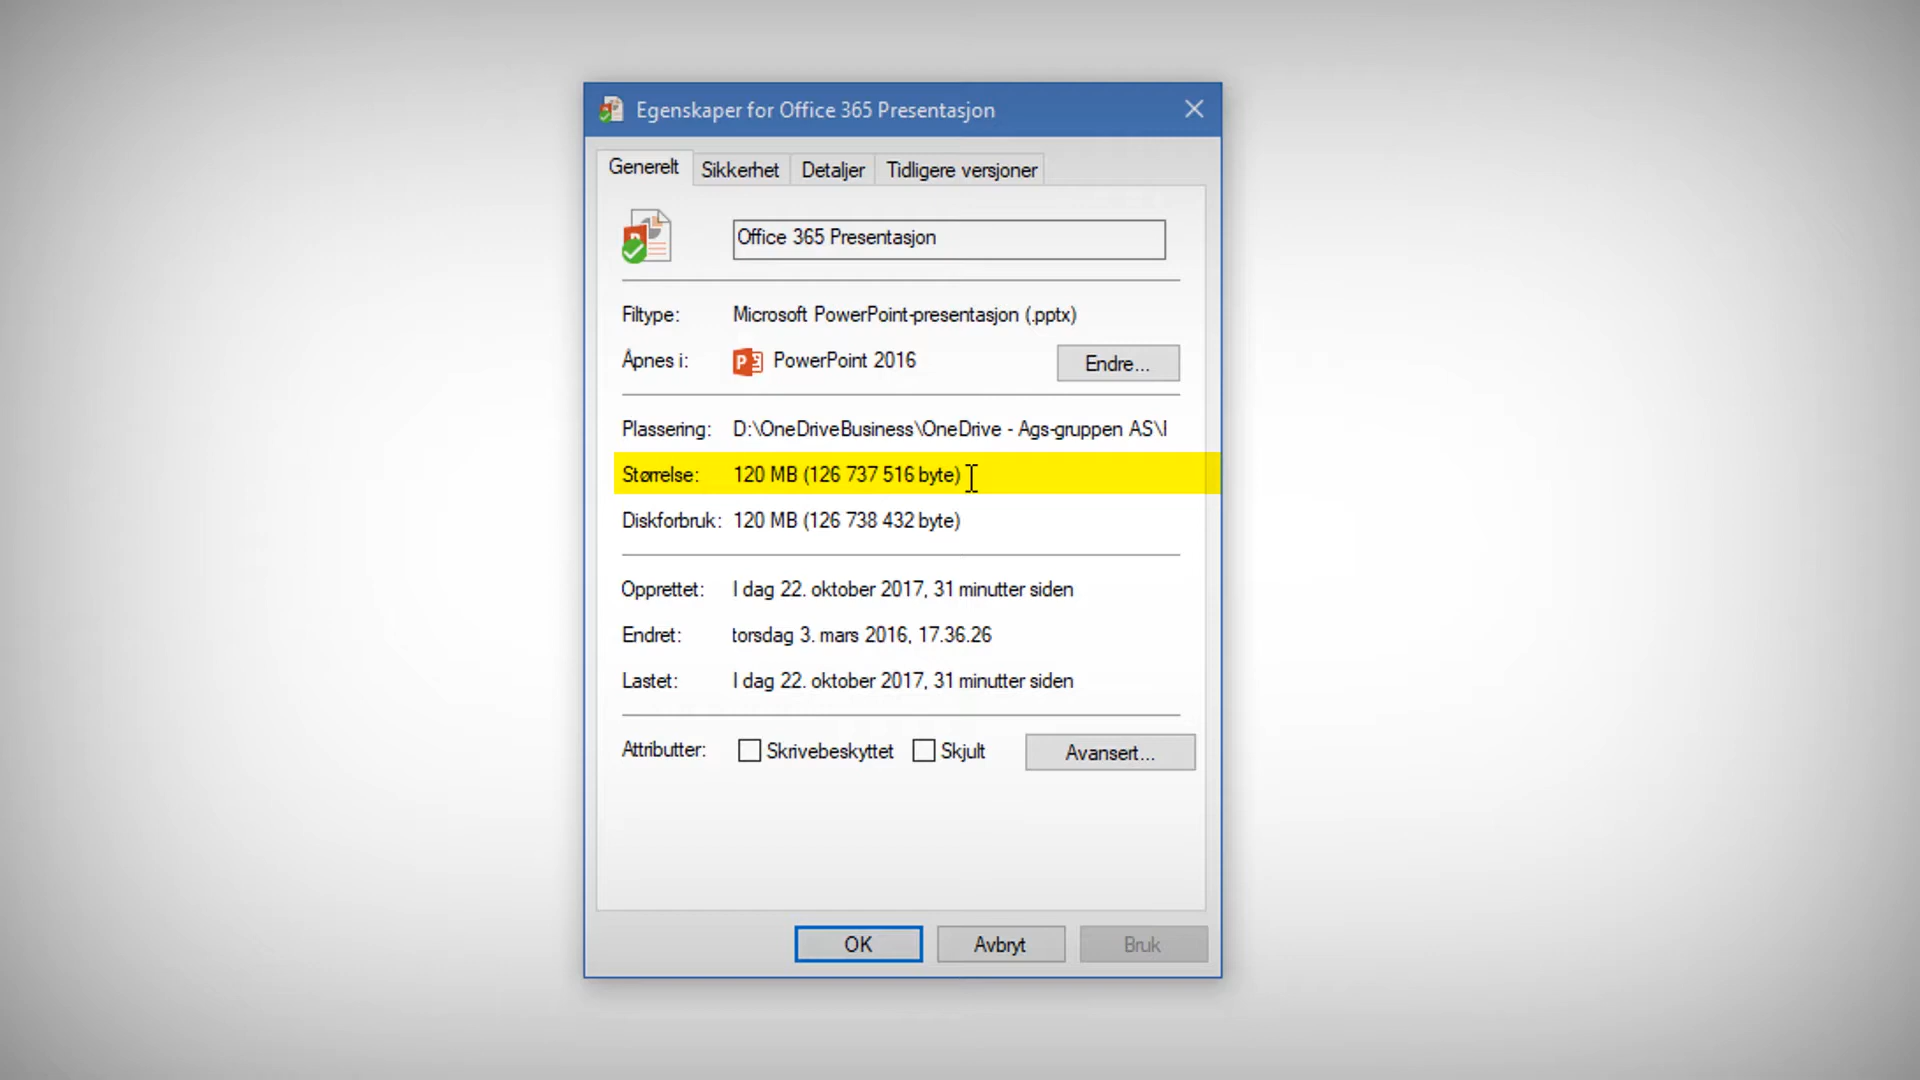 Egenskaper for Office 365 Presentasjon
Generelt Sikkerhet Detaljer Tidligere versjoner
Office 365 Presentasjon
Filtype: Microsoft PowerPoint-presentasjon (.pptx)
Åpnes i: PowerPoint 2016 Endre...
Plassering: D:\OneDriveBusiness\OneDrive - Ags-gruppen AS\
Størrelse: 120 MB (126 737 516 byte)
Diskforbruk: 120 MB (126 738 432 byte)
Opprettet: I dag 22. oktober 2017, 31 minutter siden
Endret: torsdag 3. mars 2016, 17.36.26
Lastet: I dag 22. oktober 2017, 31 minutter siden
Attributter: Skrivebeskyttet Skjult Avansert...
OK Avbryt Bruk